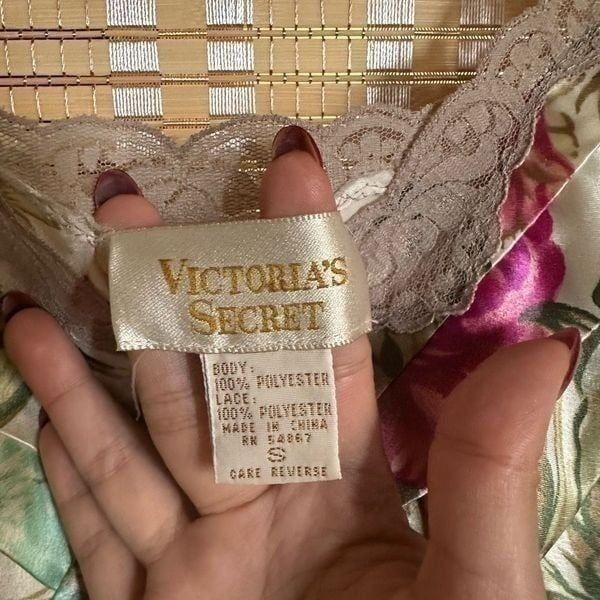 VICTORIA'S
SECRET
BODY:
100% POLYESTER
LACE:
100% POLYESTER
MADE IN CHINA
RN 54867
S
CARE REVERSE